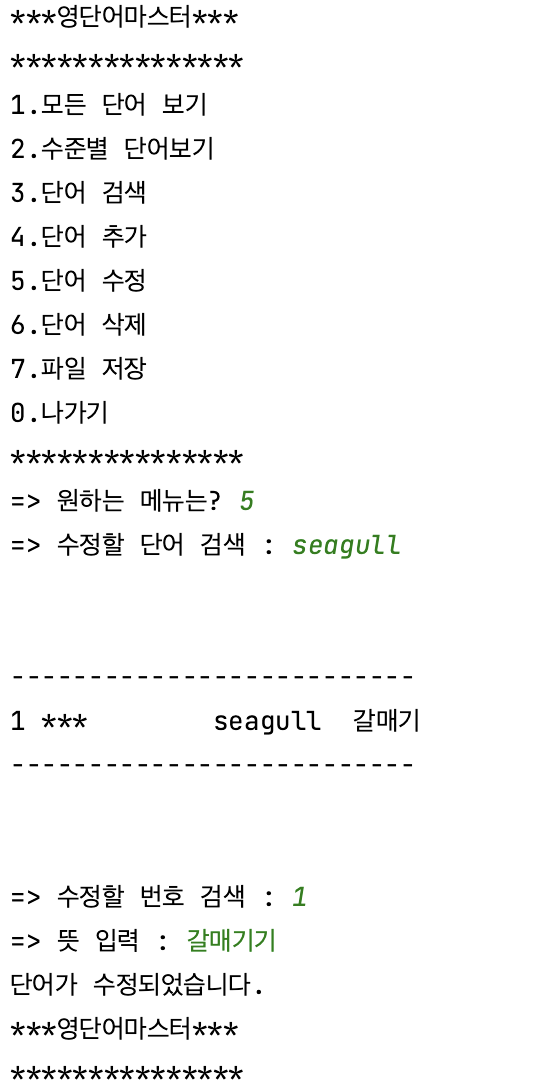 ***영단어마스터***
***************
1.모든 단어 보기
2.수준별 단어보기
3.단어 검색
4.단어 추가
5.단어 수정
6.단어 삭제
7.파일 저장
0.나가기
***************
=> 원하는 메뉴는? 5
=> 수정할 단어 검색 : seagull
--------------------------
1 ***        seagull  갈매기
--------------------------
=> 수정할 번호 검색 : 1
=> 뜻 입력 : 갈매기기
단어가 수정되었습니다.
***영단어마스터***
***************